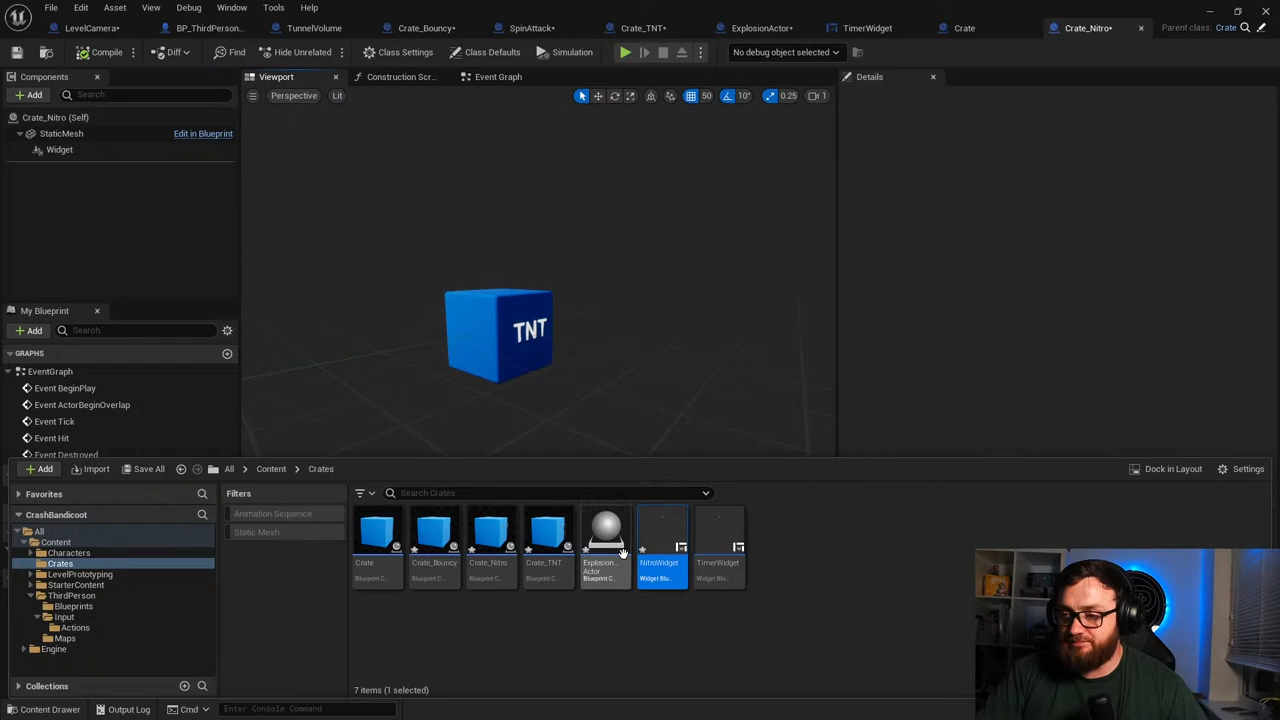 File Edit Asset View Debug Window Tools Help
LevelCamera* BP_ThirdPerson... TunnelVolume Crate_Bouncy* SpinAttack* Crate_TNT* ExplosionActor* TimerWidget Crate Crate_Nitro* Parent class: Crate
Compile Diff Find Hide Unrelated Class Settings Class Defaults Simulation No debug object selected
Components Viewport Construction Scr... Event Graph Details
Add Search Perspective Lit 50 10° 0.25 1
Crate_Nitro (Self)
StaticMesh Edit in Blueprint
Widget
My Blueprint
Add Search
GRAPHS
EventGraph
Event BeginPlay
Event ActorBeginOverlap
Event Tick
Event Hit
Event Destroyed
TNT
Add Import Save All All Content Crates Dock in Layout Settings
Favorites Filters Search Crates
CrashBandicoot Animation Sequence
All Static Mesh
Content
Characters
Crates
LevelPrototyping
StarterContent
ThirdPerson
Blueprints
Input
Actions
Maps
Engine
Crate Crate_Bouncy Crate_Nitro Crate_TNT Explosion... Actor NitroWidget TimerWidget
Blueprint C... Blueprint C... Blueprint C... Blueprint C... Blueprint C... Widget Blu... Widget Blu...
Collections 7 items (1 selected)
Content Drawer Output Log Cmd Enter Console Command